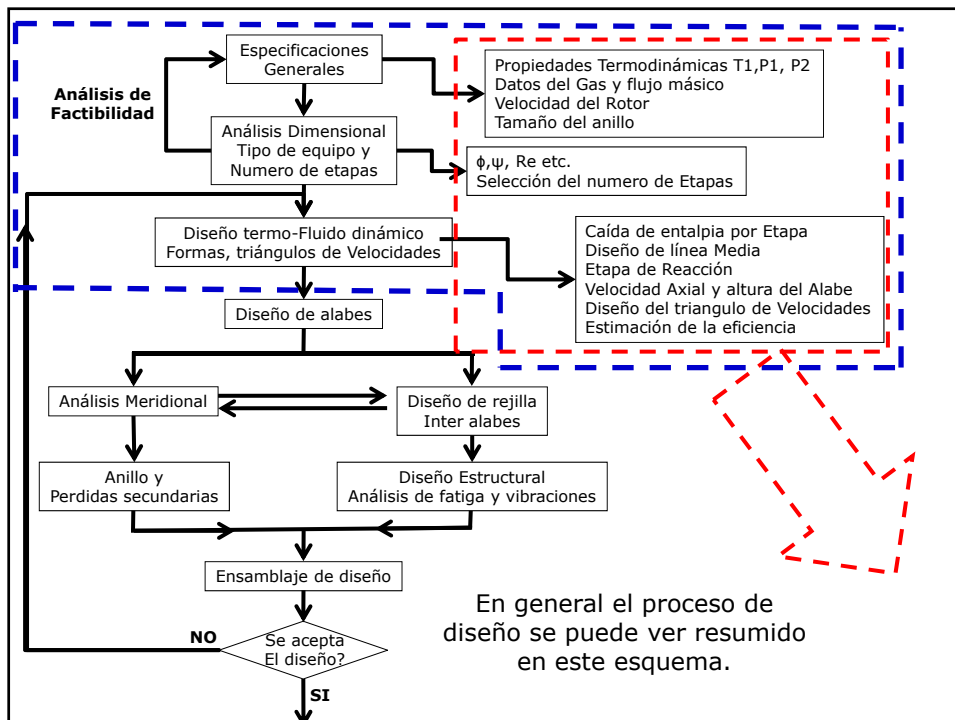 Especificaciones
Generales
Propiedades Termodinámicas T1,P1, P2
Datos del Gas y flujo másico
Velocidad del Rotor
Tamaño del anillo
Análisis de
Factibilidad
Análisis Dimensional
Tipo de equipo y
Numero de etapas
ϕ,ψ, Re etc.
Selección del numero de Etapas
Diseño termo-Fluido dinámico
Formas, triángulos de Velocidades
Caída de entalpia por Etapa
Diseño de línea Media
Etapa de Reacción
Velocidad Axial y altura del Alabe
Diseño del triangulo de Velocidades
Estimación de la eficiencia
Diseño de alabes
Análisis Meridional
Diseño de rejilla
Inter alabes
Anillo y
Perdidas secundarias
Diseño Estructural
Análisis de fatiga y vibraciones
Ensamblaje de diseño
En general el proceso de
diseño se puede ver resumido
en este esquema.
NO
Se acepta
El diseño?
SI